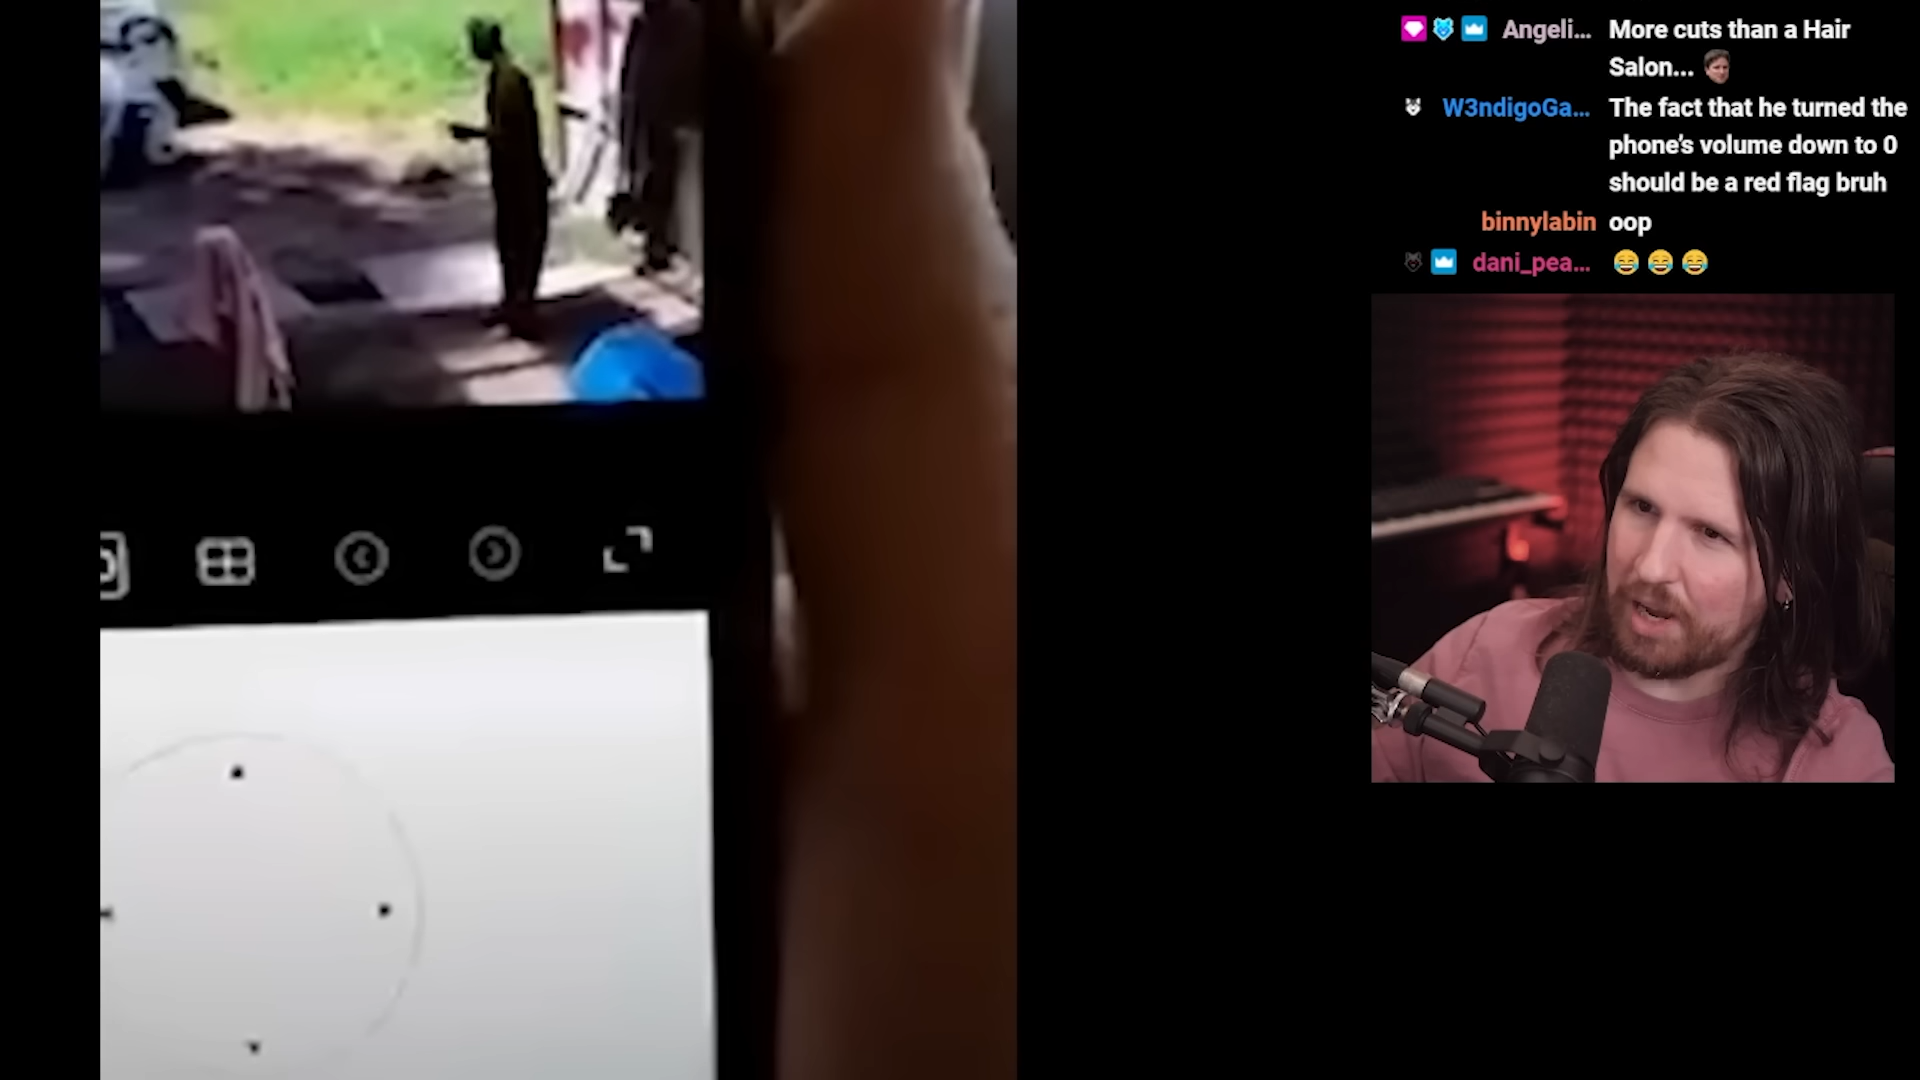 Angeli... More cuts than a Hair
Salon...
W3ndigoGa... The fact that he turned the
phone's volume down to 0
should be a red flag bruh
binnylabin oop
dani_pea... 😂 😂 😂